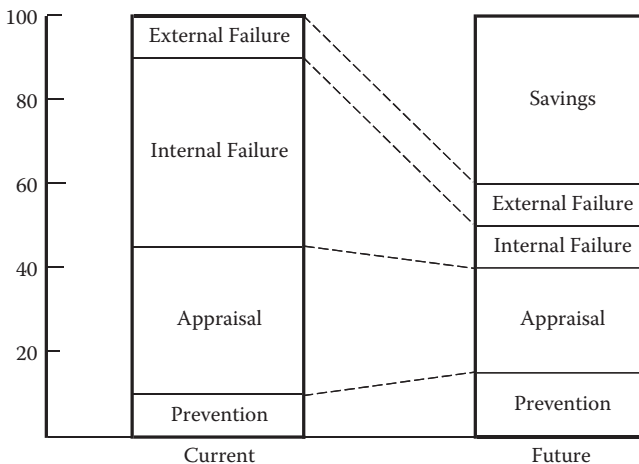 100
80
60
40
20
External Failure
Internal Failure
Appraisal
Prevention
Current
Savings
External Failure
Internal Failure
Appraisal
Prevention
Future